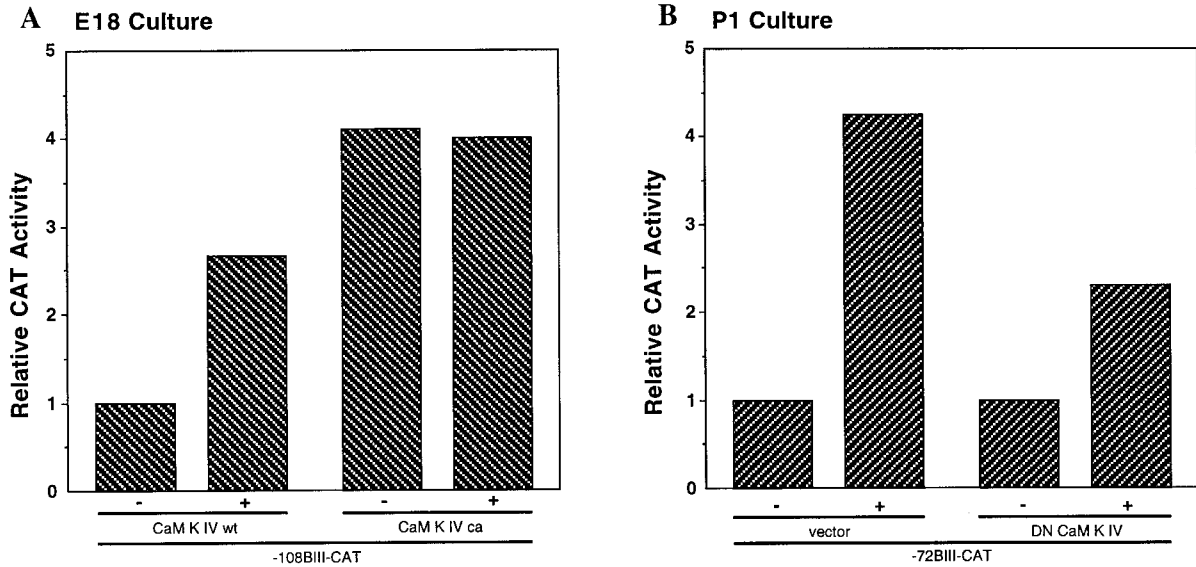 A E18 Culture
Relative CAT Activity
5
4
3
2
1
0
- + - +
CaM K IV wt CaM K IV ca
-108BIII-CAT
B P1 Culture
Relative CAT Activity
5
4
3
2
1
0
- + - +
vector DN CaM K IV
-72BIII-CAT